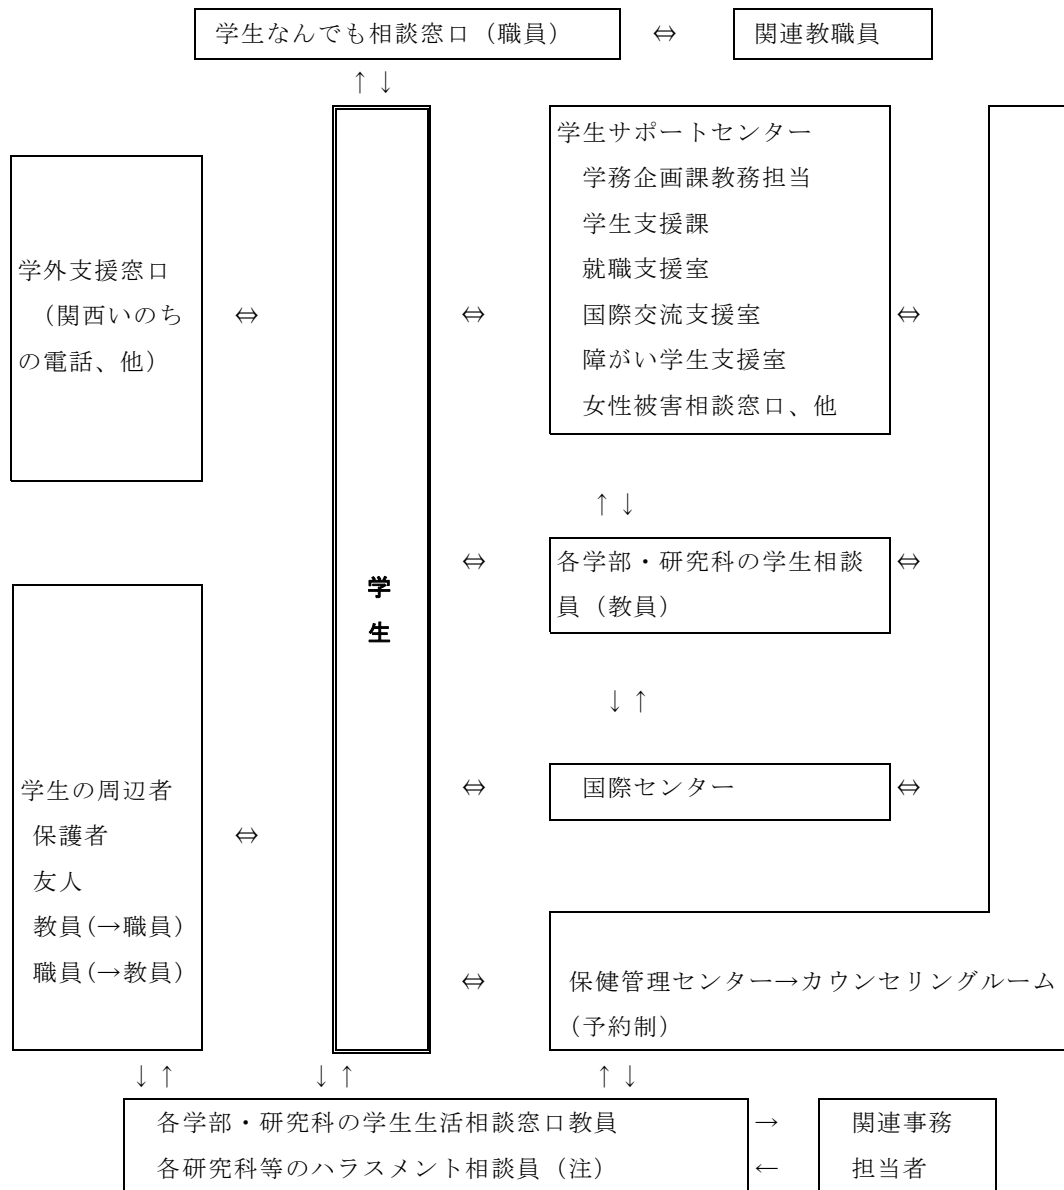 学生なんでも相談窓口（職員） ⇔ 関連教職員
↑↓
学外支援窓口
（関西いのち
の電話、他）
⇔
学生の周辺者
保護者
友人
教員(→職員)
職員(→教員)
⇔
学
生
⇔
学生サポートセンター
学務企画課教務担当
学生支援課
就職支援室
国際交流支援室
障がい学生支援室
女性被害相談窓口、他
⇔
↑↓
⇔
各学部・研究科の学生相談
員（教員）
⇔
↓↑
⇔ 国際センター ⇔
⇔
保健管理センター→カウンセリングルーム
（予約制）
↓↑ ↓↑ ↑↓
各学部・研究科の学生生活相談窓口教員 → 関連事務
各研究科等のハラスメント相談員（注） ← 担当者